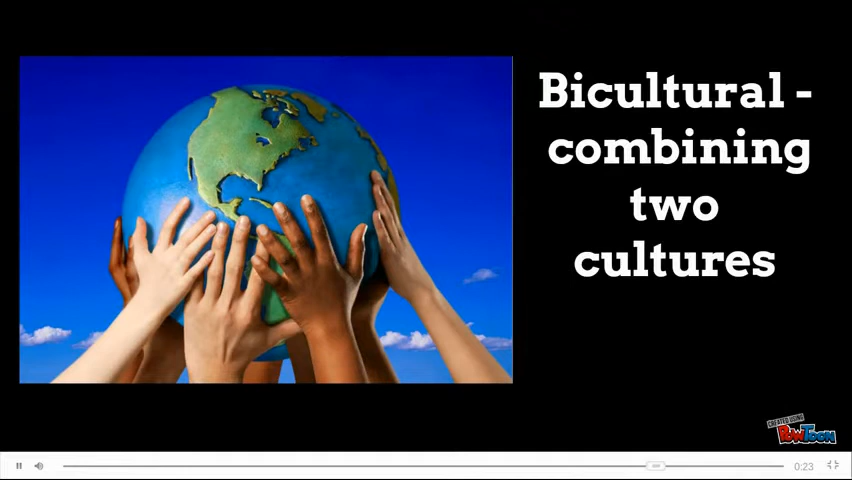 Bicultural -
combining
two
cultures
CREATED USING
POWTOON
0:23